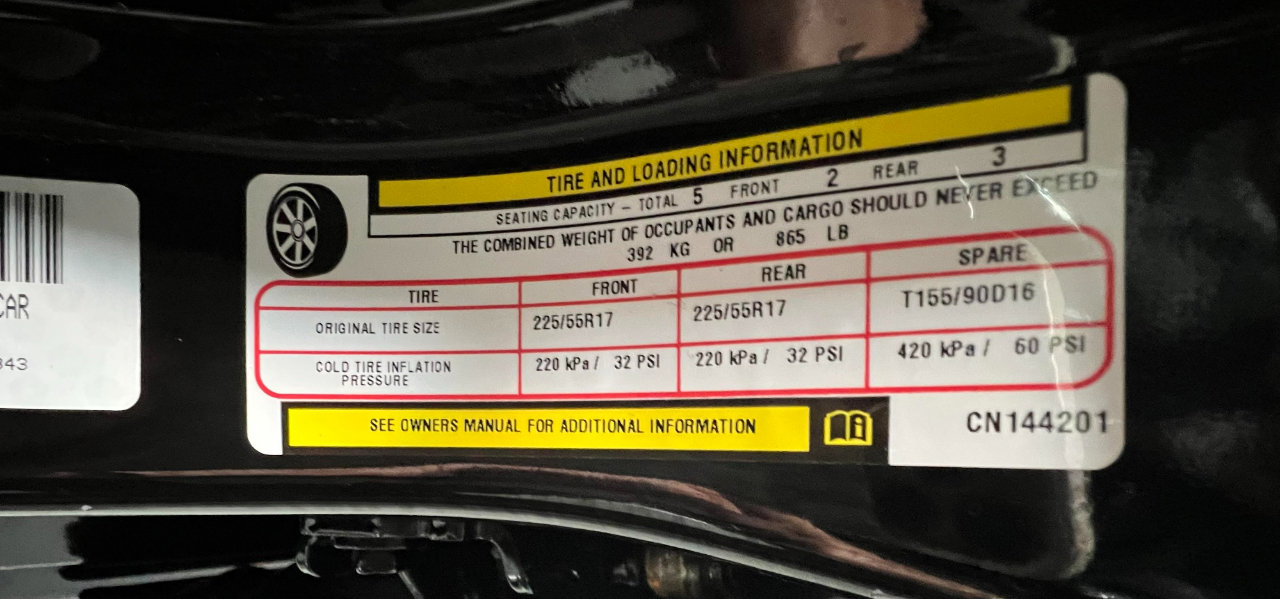 TIRE AND LOADING INFORMATION
SEATING CAPACITY – TOTAL 5 FRONT 2 REAR 3
THE COMBINED WEIGHT OF OCCUPANTS AND CARGO SHOULD NEVER EXCEED
392 KG OR 865 LB
TIRE FRONT REAR SPARE
ORIGINAL TIRE SIZE 225/55R17 225/55R17 T155/90D16
COLD TIRE INFLATION
PRESSURE 220 kPa / 32 PSI 220 kPa / 32 PSI 420 kPa / 60 PSI
SEE OWNERS MANUAL FOR ADDITIONAL INFORMATION
CN144201
CAR
343